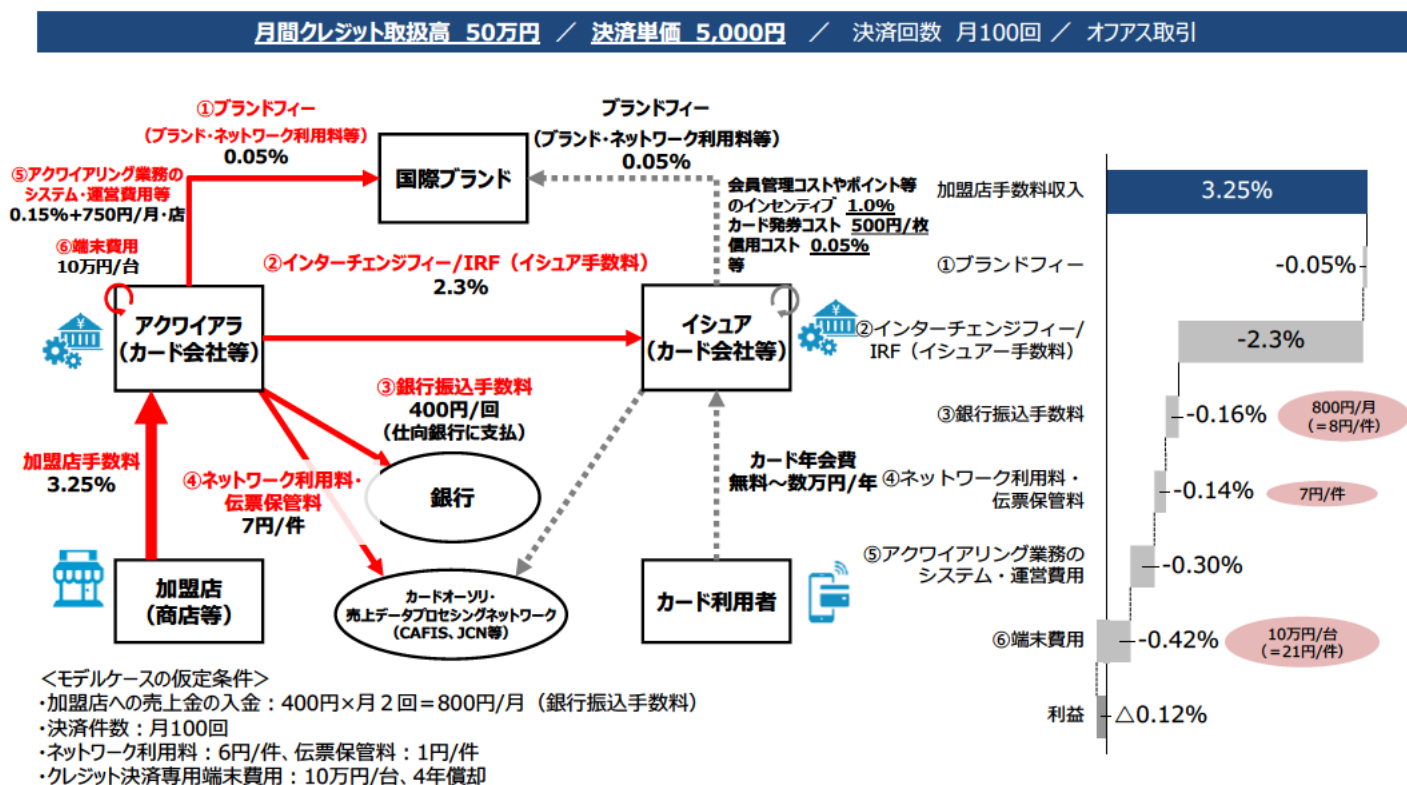 月間クレジット取扱高 50万円 ／ 決済単価 5,000円 ／ 決済回数 月100回 ／ オフアス取引
①ブランドフィー
(ブランド・ネットワーク利用料等)
0.05%
ブランドフィー
(ブランド・ネットワーク利用料等)
0.05%
国際ブランド
⑤アクワイアリング業務の
システム・運営費用等
0.15%+750円/月・店
⑥端末費用
10万円/台
会員管理コストやポイント等
のインセンティブ 1.0%
カード発券コスト 500円/枚
信用コスト 0.05%
等
②インターチェンジフィー/IRF（イシュア手数料）
2.3%
アクワイアラ
(カード会社等)
イシュア
(カード会社等)
③銀行振込手数料
400円/回
(仕向銀行に支払)
加盟店手数料
3.25%
④ネットワーク利用料・
伝票保管料
7円/件
銀行
カード年会費
無料～数万円/年
加盟店
(商店等)
カードオーソリ・
売上データプロセシングネットワーク
(CAFIS、JCN等)
カード利用者
＜モデルケースの仮定条件＞
・加盟店への売上金の入金：400円×月２回＝800円/月（銀行振込手数料）
・決済件数：月100回
・ネットワーク利用料：6円/件、伝票保管料：1円/件
・クレジット決済専用端末費用：10万円/台、4年償却
加盟店手数料収入
3.25%
①ブランドフィー
-0.05%
②インターチェンジフィー/
IRF（イシュアー手数料）
-2.3%
③銀行振込手数料
-0.16%
800円/月
(＝8円/件)
④ネットワーク利用料・
伝票保管料
-0.14%
7円/件
⑤アクワイアリング業務の
システム・運営費用
-0.30%
⑥端末費用
-0.42%
10万円/台
(＝21円/件)
利益
△0.12%